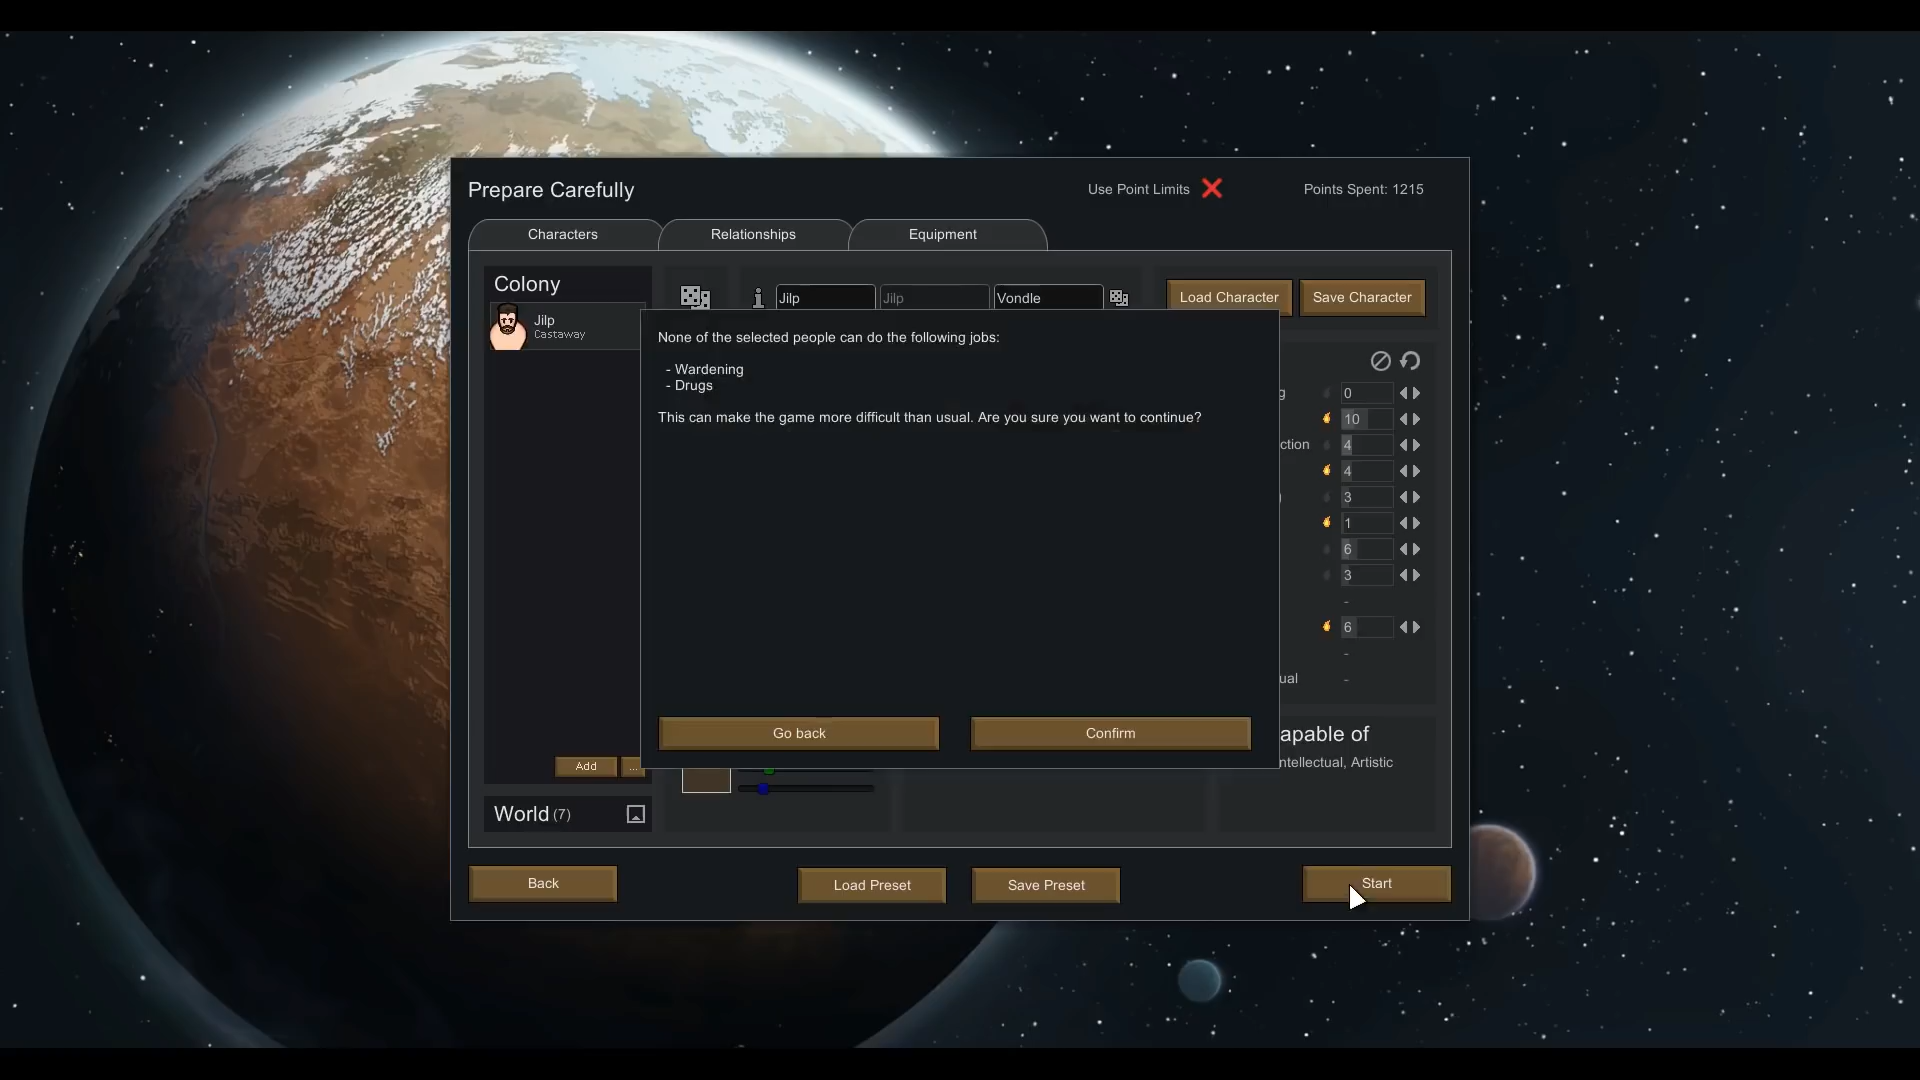 Prepare Carefully
Use Point Limits
Points Spent: 1215
Characters
Relationships
Equipment
Colony
Jilp
Castaway
Jilp
Jilp
Vondle
Load Character
Save Character
None of the selected people can do the following jobs:
- Wardening
- Drugs
This can make the game more difficult than usual. Are you sure you want to continue?
g
0
10
ction
4
4
3
1
6
3
-
6
-
ual
-
Go back
Confirm
apable of
ntellectual, Artistic
Add
...
World (7)
Back
Load Preset
Save Preset
Start